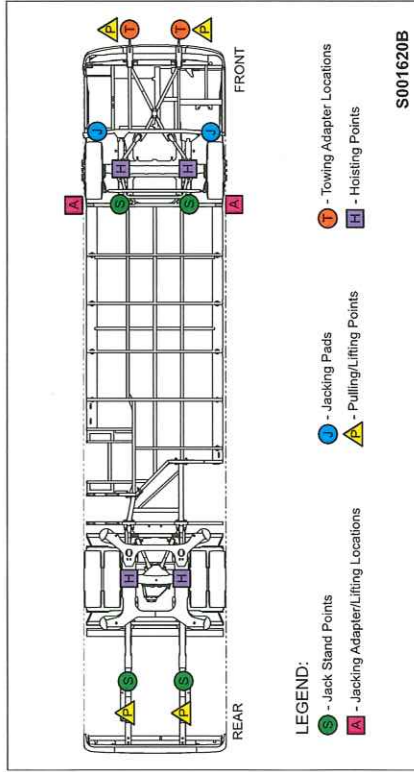 P T T P
J J
H H
A S S A
H H
S S
P P
REAR FRONT
LEGEND:
S - Jack Stand Points
A - Jacking Adapter/Lifting Locations
J - Jacking Pads
P - Pulling/Lifting Points
T - Towing Adapter Locations
H - Hoisting Points
S001620B